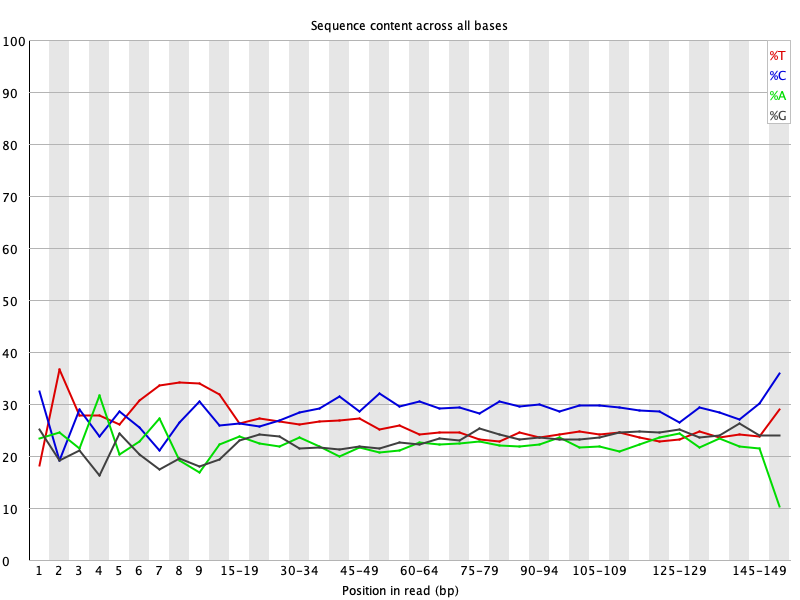 Sequence content across all bases
%T
%C
%A
%G
100
90
80
70
60
50
40
30
20
10
0
1 2 3 4 5 6 7 8 9 15-19 30-34 45-49 60-64 75-79 90-94 105-109 125-129 145-149
Position in read (bp)